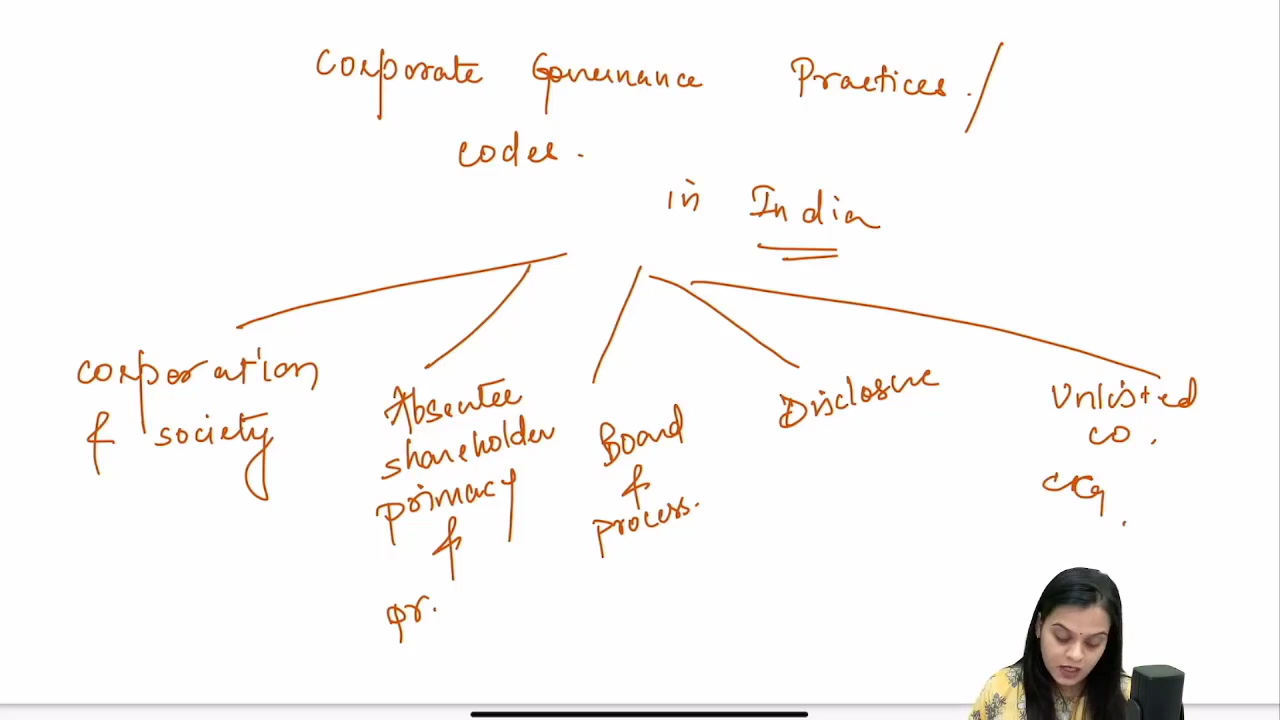 Corporate Governance Practices. /
codes.
in India
corporation
& society
Absentee
shareholder
primacy
&
pr.
Board
&
process.
Disclosure
Unlisted
co.
CG.